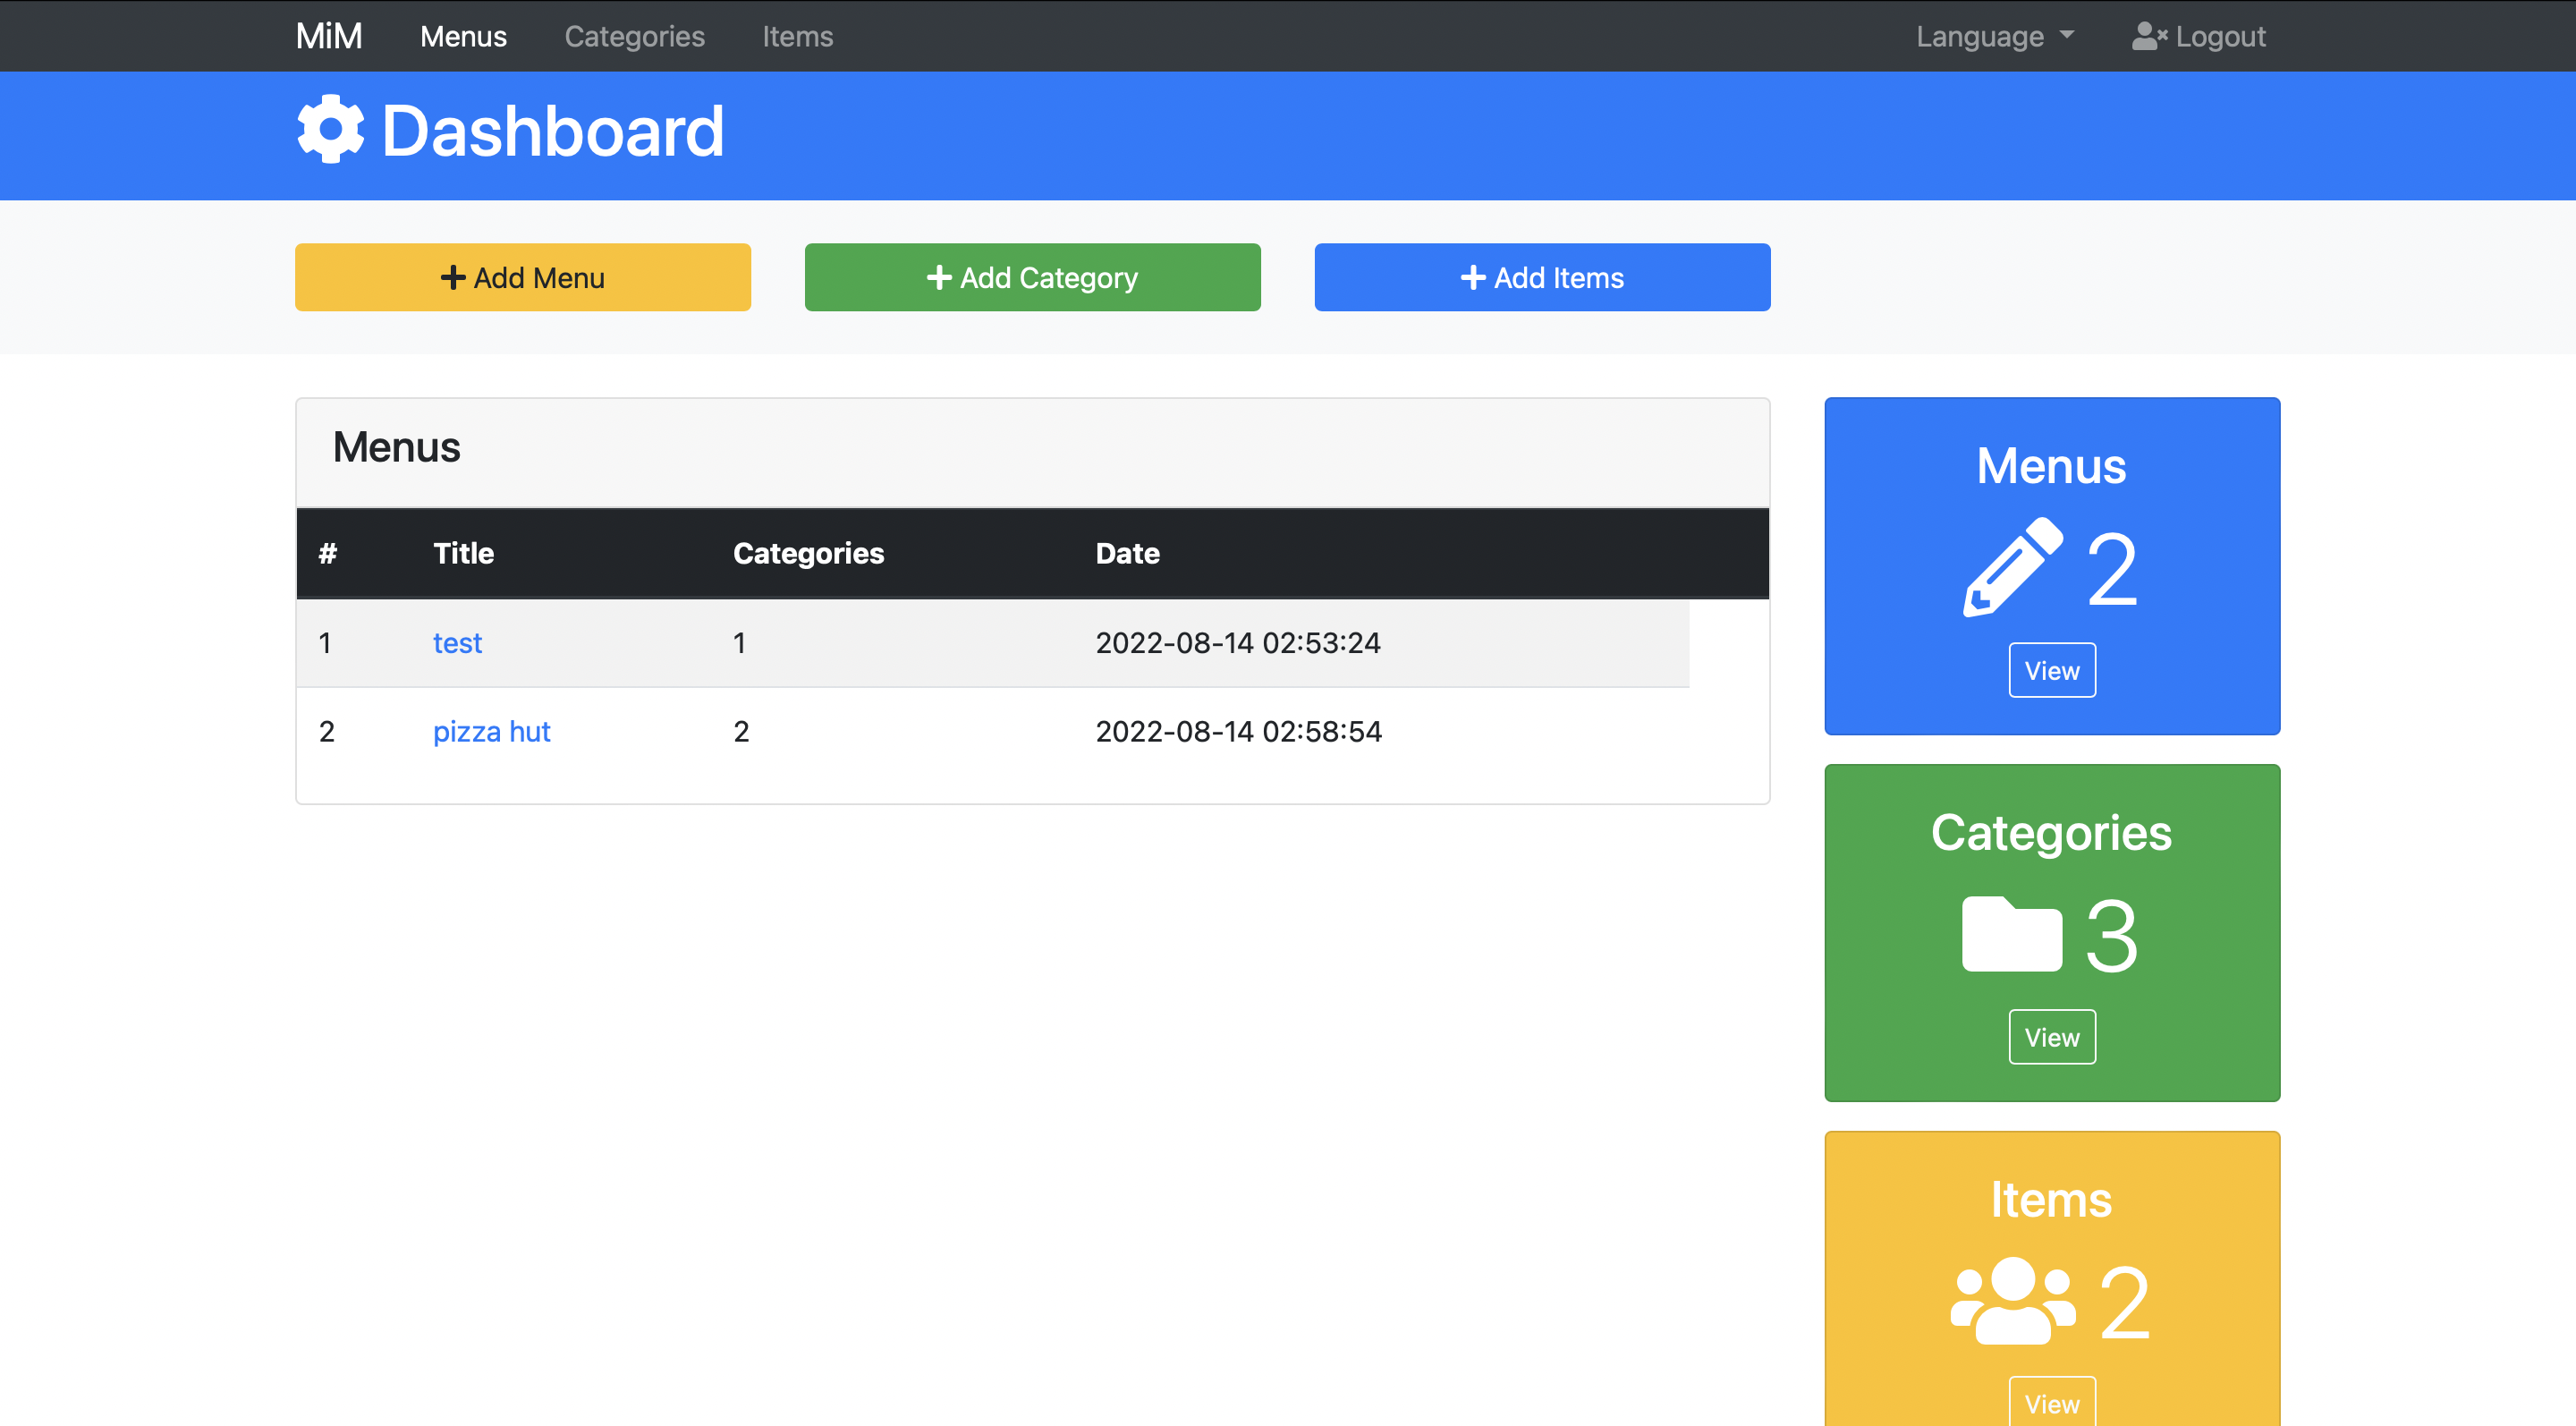 MiM Menus Categories Items Language Logout
Dashboard
Add Menu Add Category Add Items
Menus
# Title Categories Date
1 test 1 2022-08-14 02:53:24
2 pizza hut 2 2022-08-14 02:58:54
Menus
2
View
Categories
3
View
Items
2
View